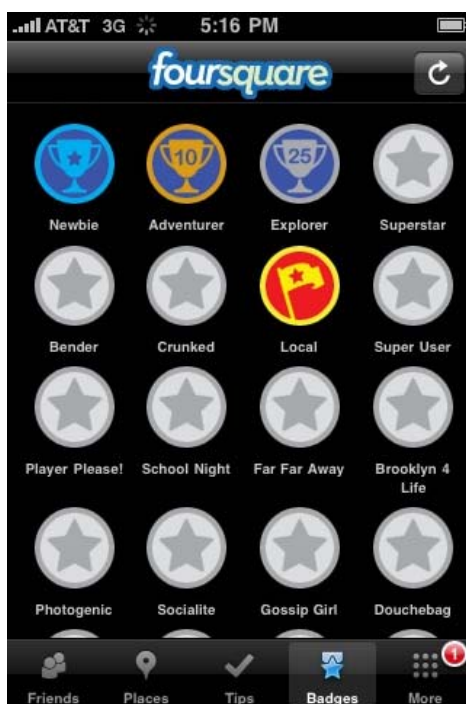 AT&T 3G 5:16 PM
foursquare
10 25
Newbie Adventurer Explorer Superstar
Bender Crunked Local Super User
Player Please! School Night Far Far Away Brooklyn 4
Life
Photogenic Socialite Gossip Girl Douchebag
1
Friends Places Tips Badges More